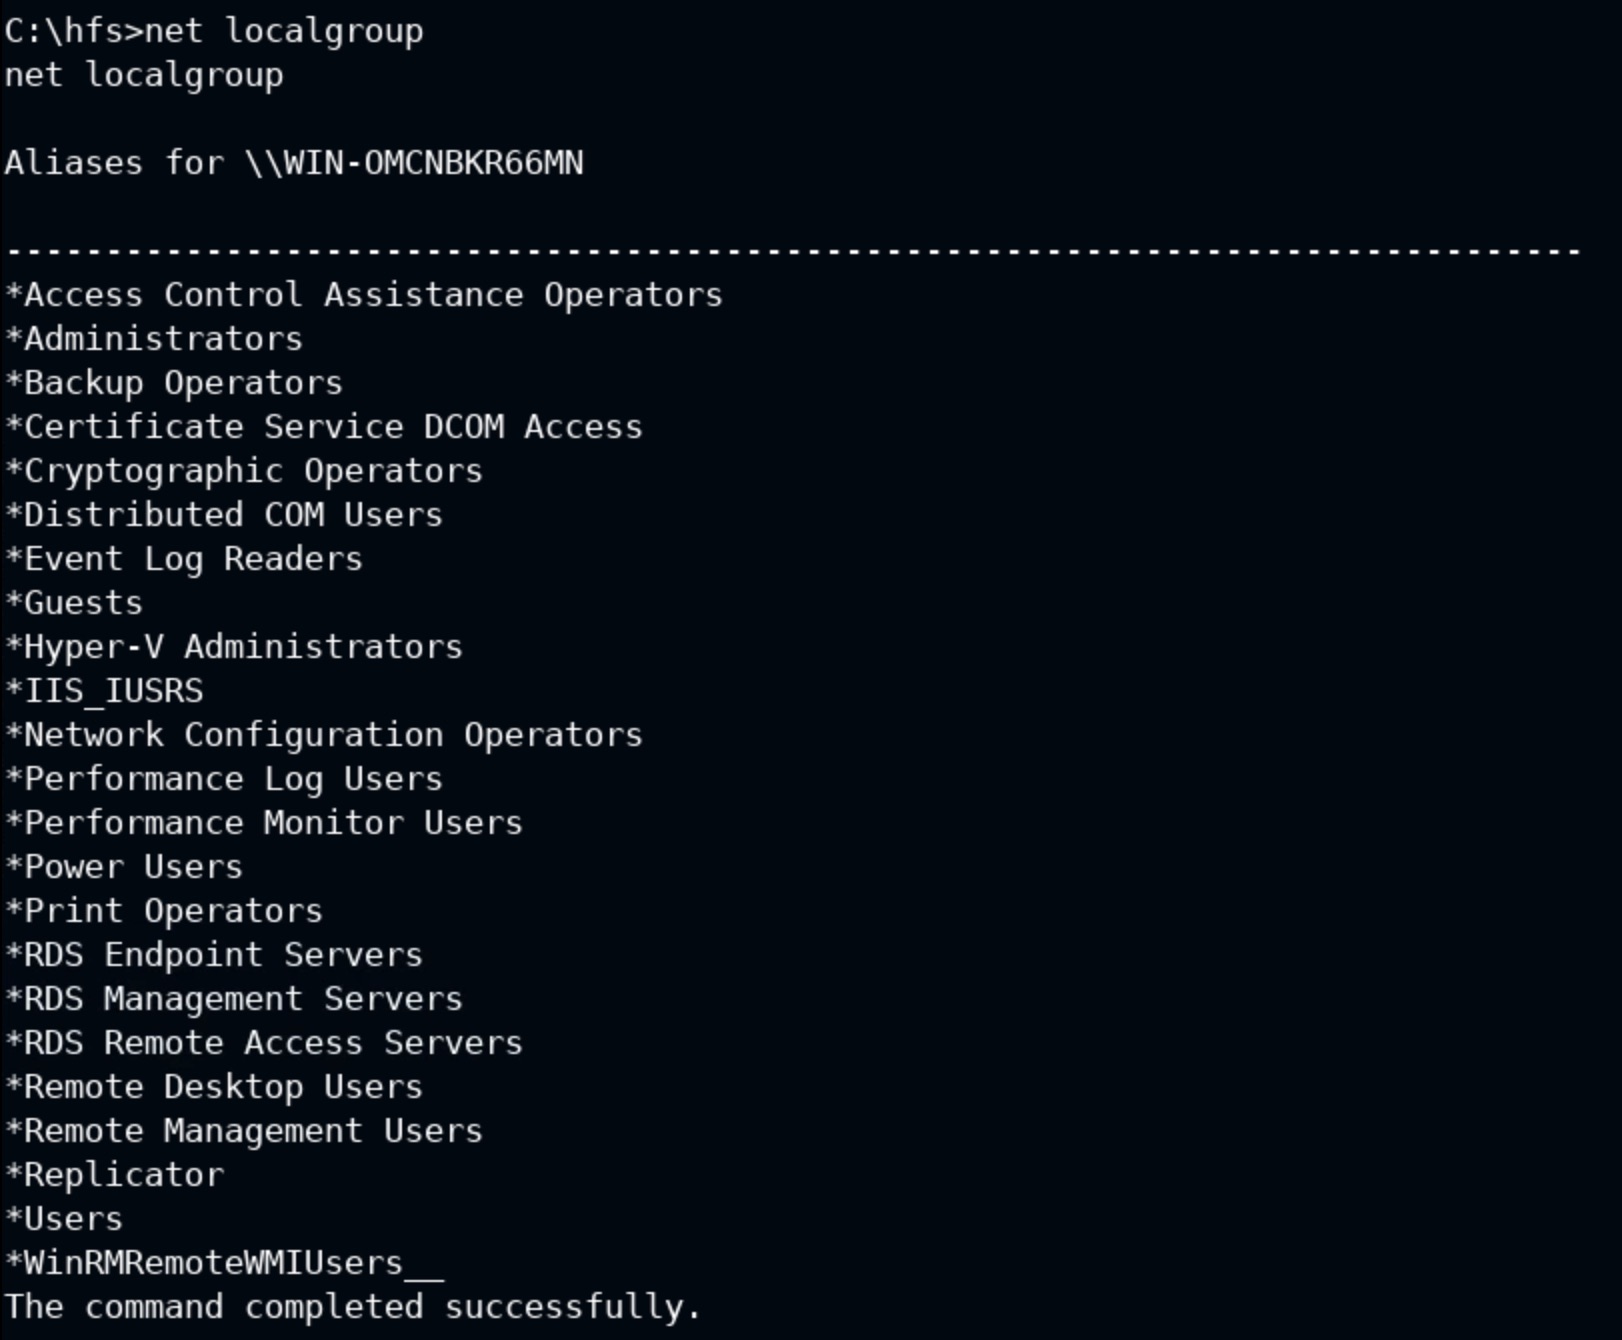 C:\hfs>net localgroup
net localgroup
Aliases for \\WIN-OMCNBKR66MN
-------------------------------------------------------------------------------
*Access Control Assistance Operators
*Administrators
*Backup Operators
*Certificate Service DCOM Access
*Cryptographic Operators
*Distributed COM Users
*Event Log Readers
*Guests
*Hyper-V Administrators
*IIS_IUSRS
*Network Configuration Operators
*Performance Log Users
*Performance Monitor Users
*Power Users
*Print Operators
*RDS Endpoint Servers
*RDS Management Servers
*RDS Remote Access Servers
*Remote Desktop Users
*Remote Management Users
*Replicator
*Users
*WinRMRemoteWMIUsers__
The command completed successfully.